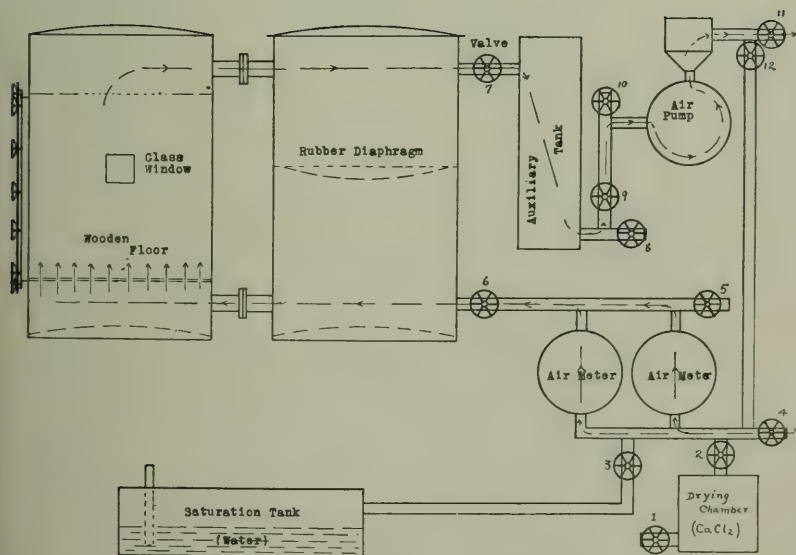 Valve
7
11
12
10
Air
Pump
Glass
Window
Rubber Diaphragm
Auxiliary
Tank
9
8
Wooden
Floor
6
5
Air Meter
Air Meter
4
3
2
Saturation Tank
(Water)
Drying
Chamber
(CaCl2)
1